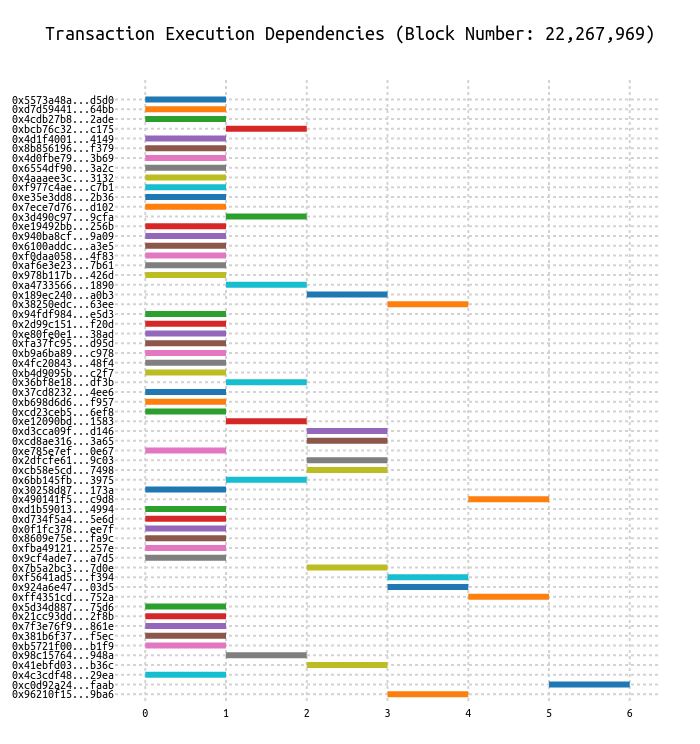 Transaction Execution Dependencies (Block Number: 22,267,969)
0x5573a48a...d5d0
0xd7d59441...64bb
0x4cdb27b8...2ade
0xbcb76c32...c175
0x4d1f4001...4149
0x8b856196...f379
0x4d0fbe79...3b69
0x6554df90...3a2c
0x4aaaee3c...3132
0xf977c4ae...c7b1
0xe35e3dd8...2b36
0x7ece7d76...d102
0x3d490c97...9cfa
0xe19492bb...256b
0x940ba8cf...9a09
0x6100addc...a3e5
0xf0daa058...4f83
0xaf6e3e23...7b61
0x978b117b...426d
0xa4733566...1890
0x189ec240...a0b3
0x38250edc...63ee
0x94fdf984...e5d3
0x2d99c151...f20d
0xe80fe0e1...38ad
0xfa37fc95...d95d
0xb9a6ba89...c978
0x4fc20843...48f4
0xb4d9095b...c2f7
0x36bf8e18...df3b
0x37cd8232...4ee6
0xb698d6d6...f957
0xcd23ceb5...6ef8
0xe12090bd...1583
0xd3cca09f...d146
0xcd8ae316...3a65
0xe785e7ef...0e67
0x2dfcfe61...9c03
0xcb58e5cd...7498
0x6bb145fb...3975
0x30258d87...173a
0x490141f5...c9d8
0xd1b59013...4994
0xd734f5a4...5e6d
0x0f1fc378...ee7f
0x8609e75e...fa9c
0xfba49121...257e
0x9cf4ade7...a7d5
0x7b5a2bc3...7d0e
0xf5641ad5...f394
0x924a6e47...03d5
0xff4351cd...752a
0x5d34d887...75d6
0x21cc93dd...2f8b
0x7f3e76f9...861e
0x381b6f37...f5ec
0xb5721f00...b1f9
0x98c15764...948a
0x41ebfd03...b36c
0x4c3cdf48...29ea
0xc0d92a24...faab
0x96210f15...9ba6
0 1 2 3 4 5 6